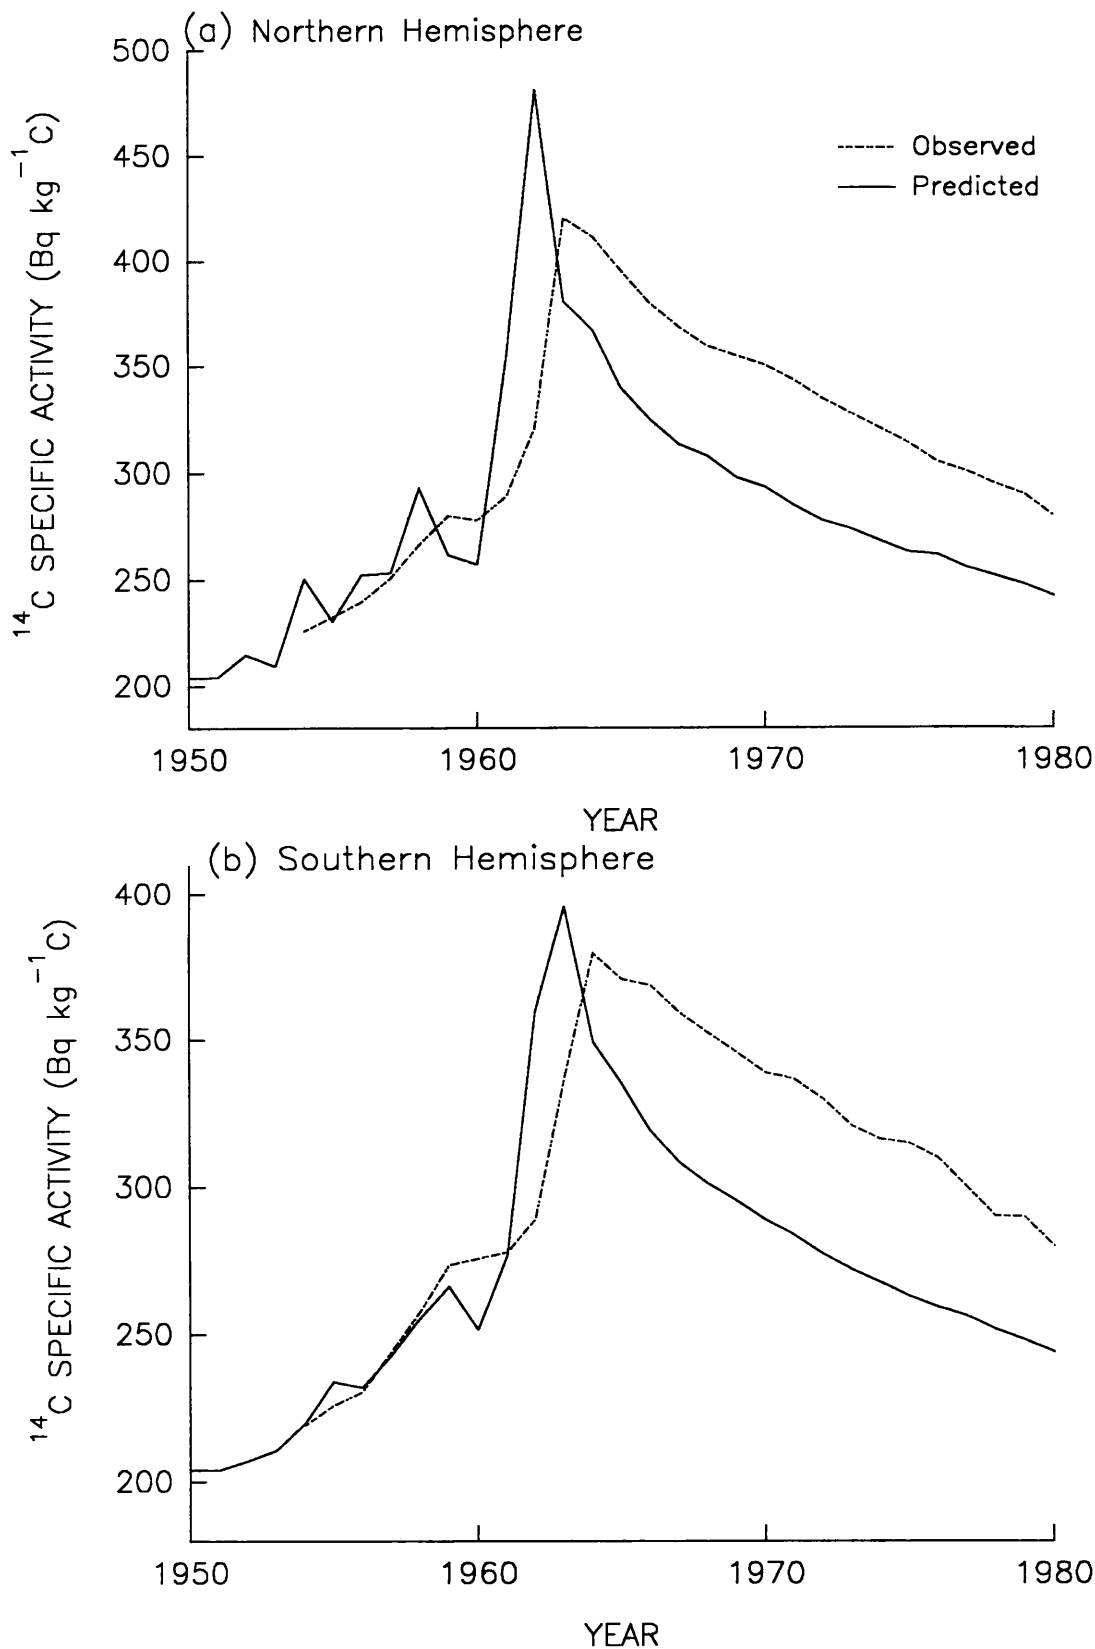 (a) Northern Hemisphere
500
450
400
350
300
250
200
¹⁴C SPECIFIC ACTIVITY (Bq kg⁻¹C)
Observed
Predicted
1950 1960 1970 1980
YEAR
(b) Southern Hemisphere
400
350
300
250
200
¹⁴C SPECIFIC ACTIVITY (Bq kg⁻¹C)
1950 1960 1970 1980
YEAR